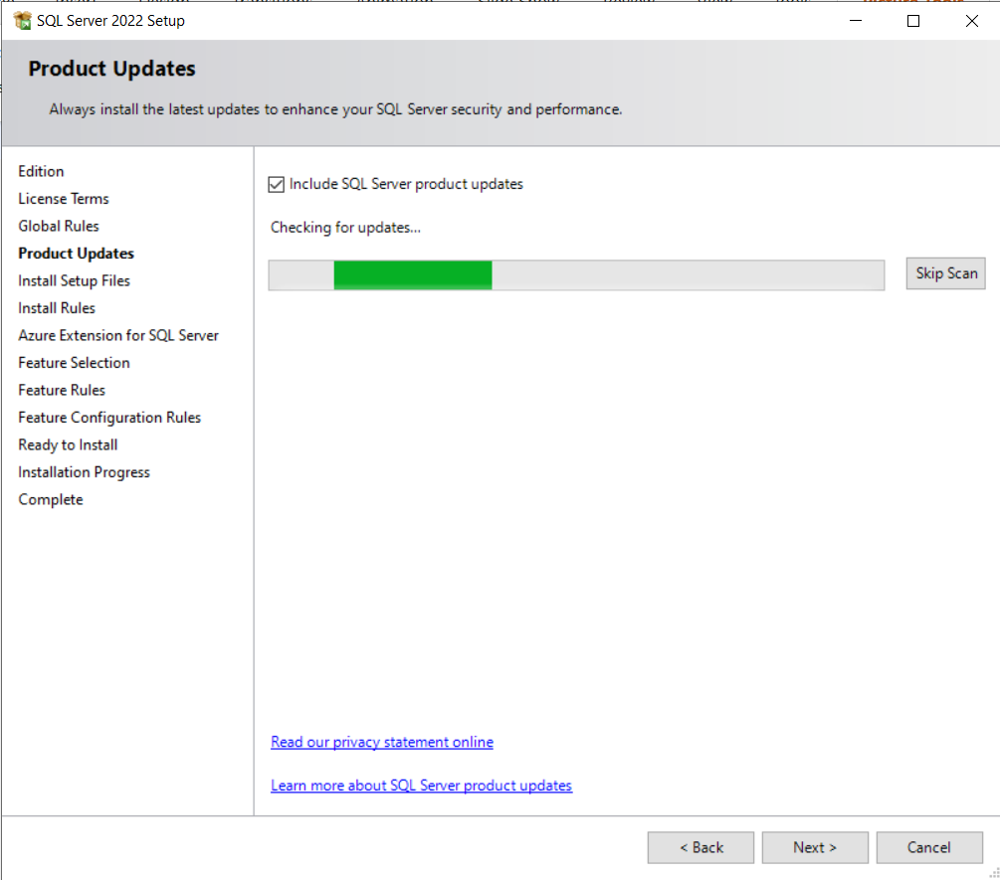 SQL Server 2022 Setup
Product Updates
Always install the latest updates to enhance your SQL Server security and performance.
Edition
License Terms
Global Rules
Product Updates
Install Setup Files
Install Rules
Azure Extension for SQL Server
Feature Selection
Feature Rules
Feature Configuration Rules
Ready to Install
Installation Progress
Complete
Include SQL Server product updates
Checking for updates...
Skip Scan
Read our privacy statement online
Learn more about SQL Server product updates
< Back
Next >
Cancel